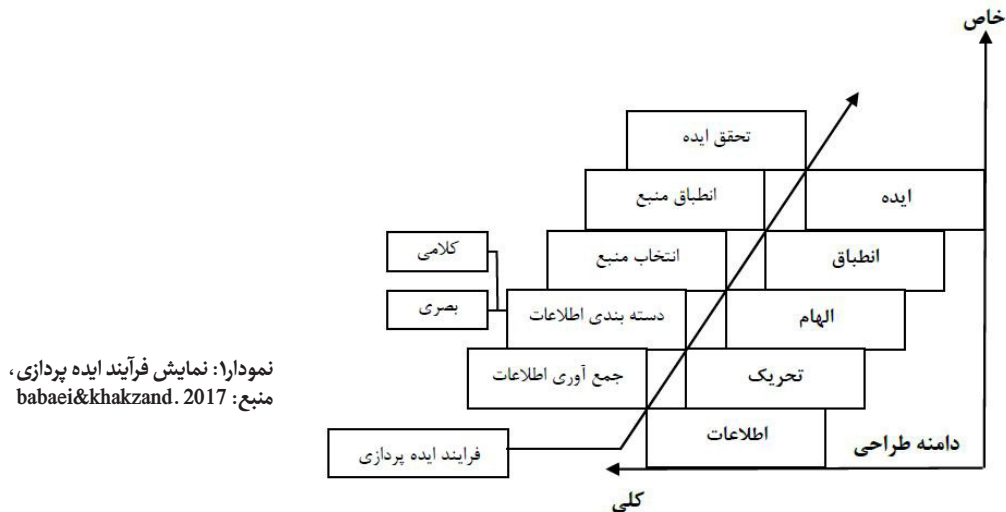 خاص
تحقق ایده
ایده
انطباق منبع
انطباق
انتخاب منبع
کلامی
الهام
دسته بندی اطلاعات
بصری
تحریک
جمع آوری اطلاعات
اطلاعات
دامنه طراحی
فرایند ایده پردازی
کلی
نمودار۱: نمایش فرآیند ایده پردازی،
منبع: babaei&khakzand. 2017